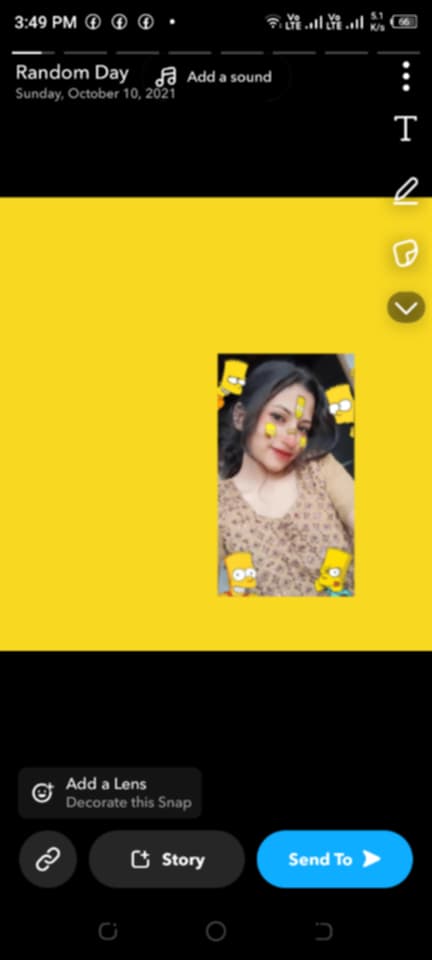 3:49 PM
Vo LTE Vo LTE 5.1 K/s 66
Random Day
Add a sound
Sunday, October 10, 2021
T
Add a Lens
Decorate this Snap
Story
Send To